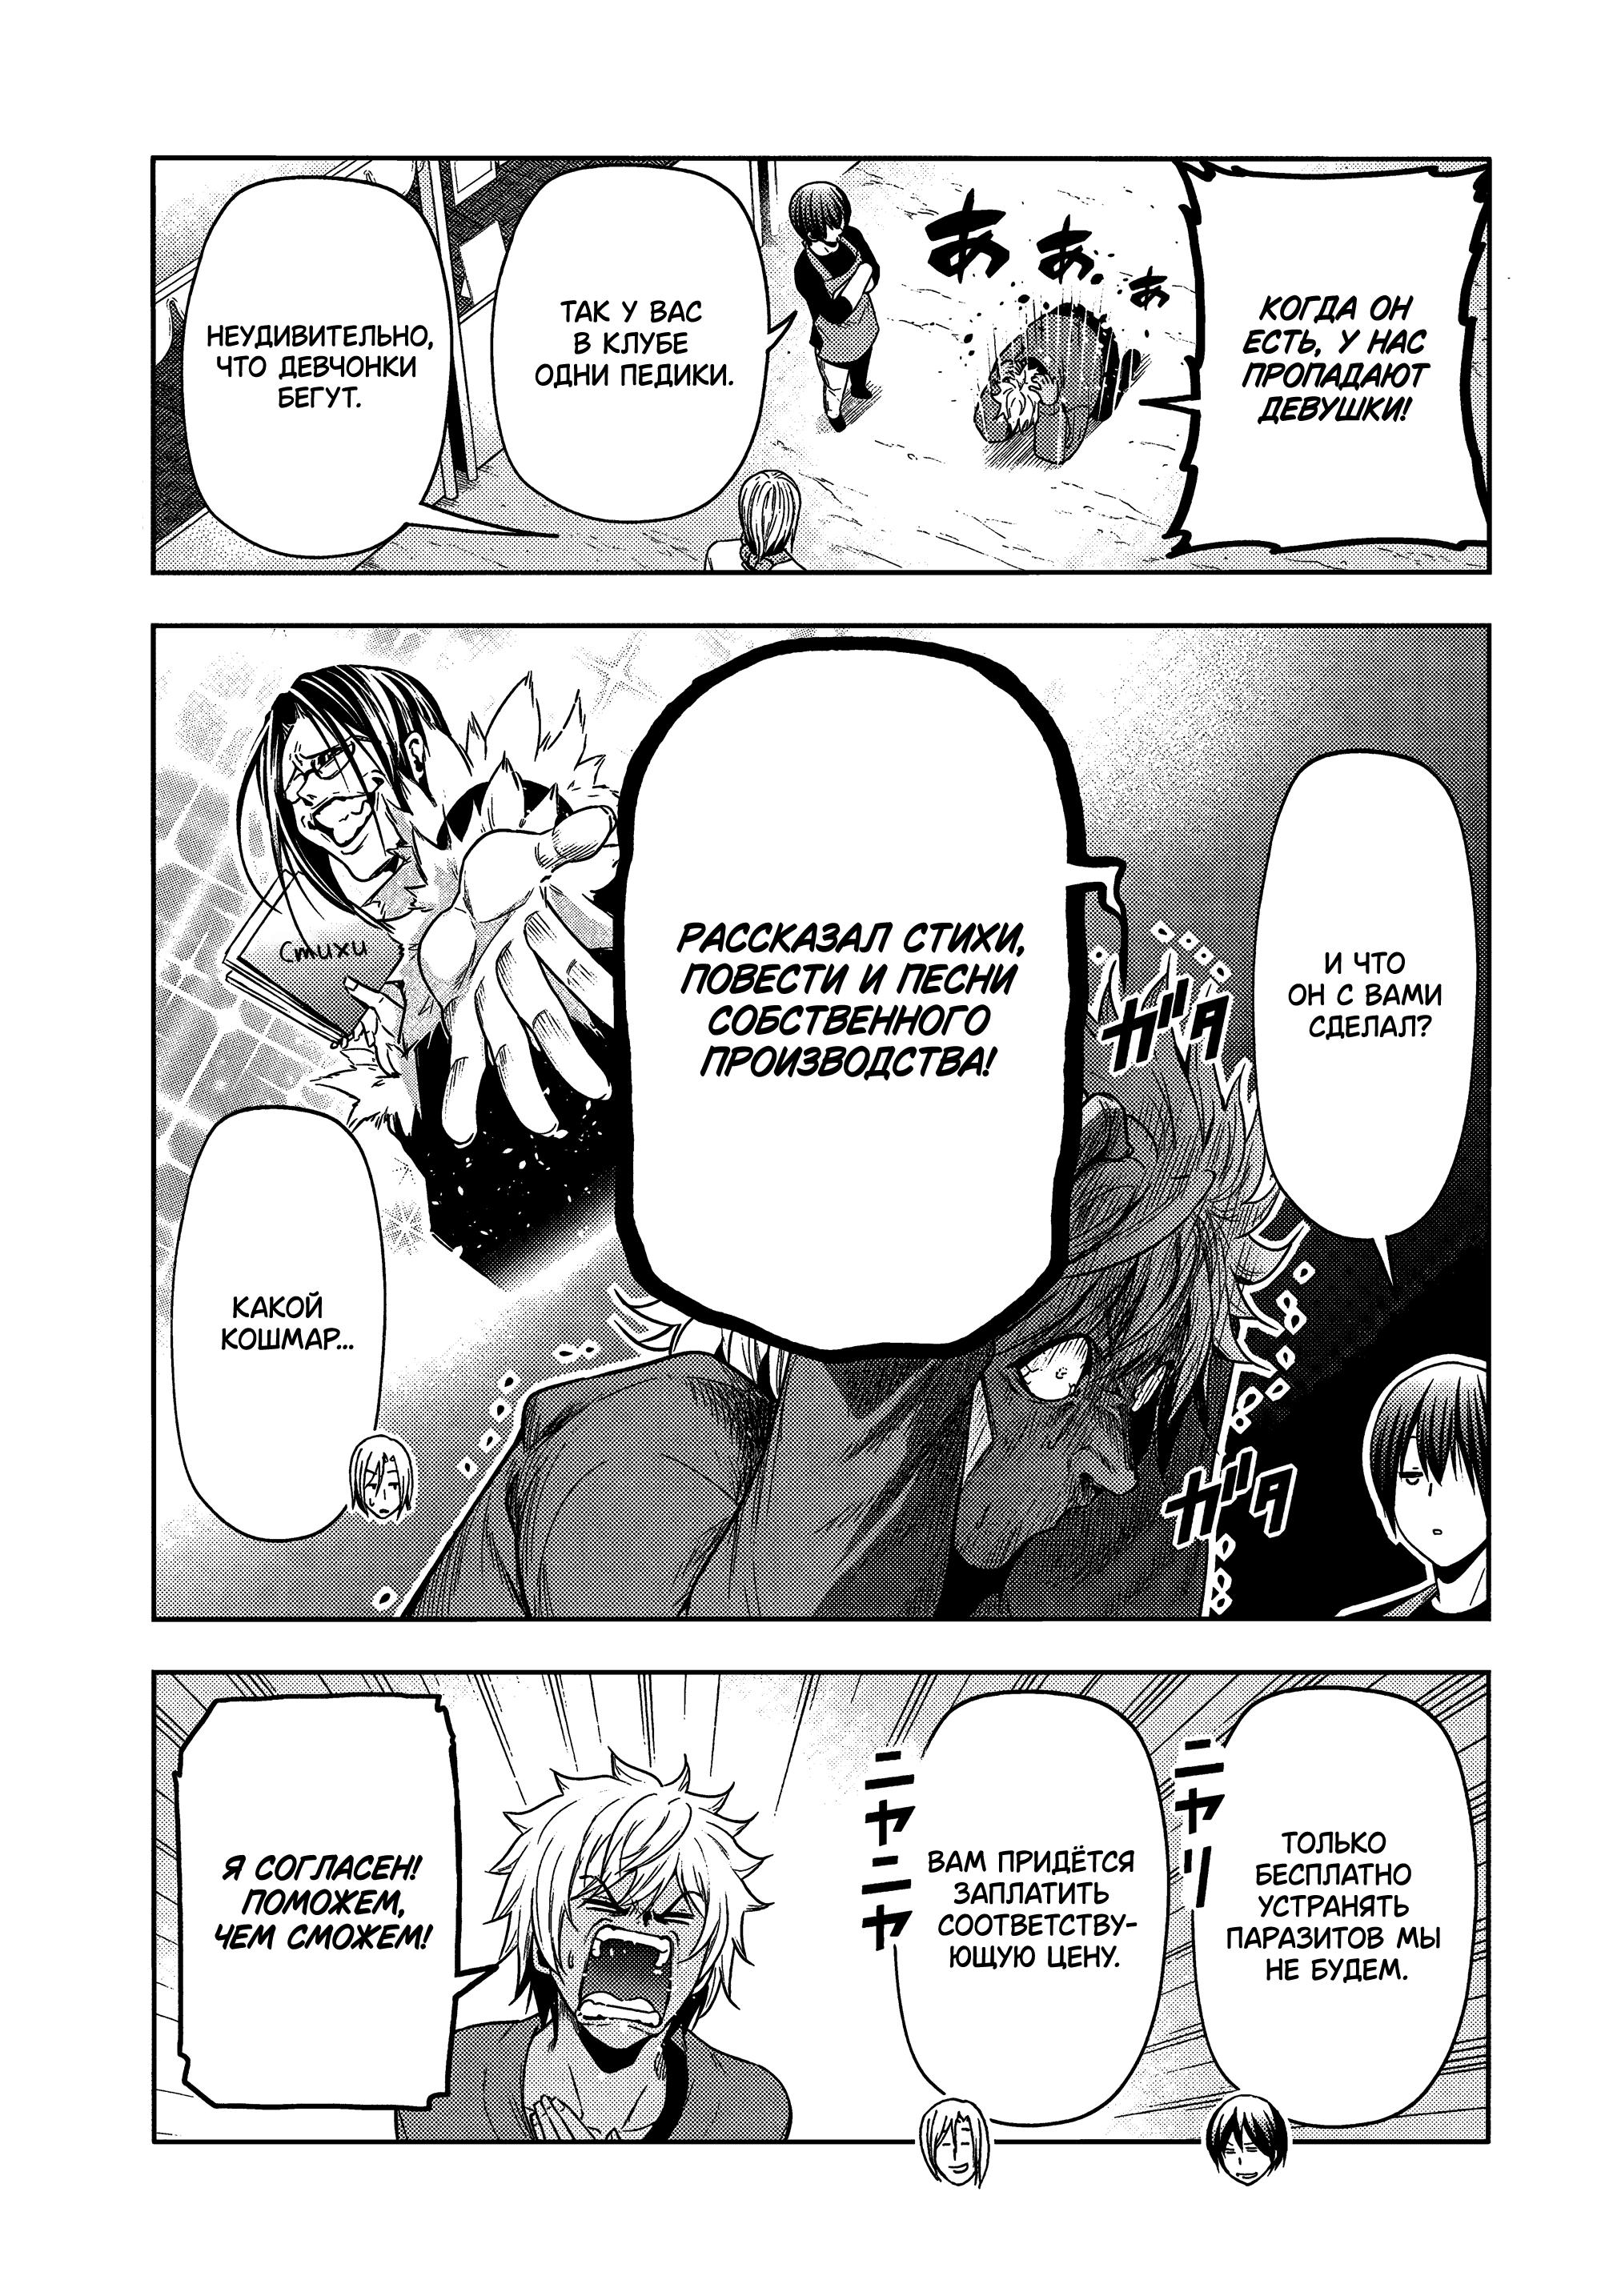 КОГДА ОН
ЕСТЬ, У НАС
ПРОПАДАЮТ
ДЕВУШКИ!
あ
あ
あ
ТАК У ВАС
В КЛУБЕ
ОДНИ ПЕДИКИ.
НЕУДИВИТЕЛЬНО,
ЧТО ДЕВЧОНКИ
БЕГУТ.
И ЧТО
ОН С ВАМИ
СДЕЛАЛ?
ガタ
РАССКАЗАЛ СТИХИ,
ПОВЕСТИ И ПЕСНИ
СОБСТВЕННОГО
ПРОИЗВОДСТВА!
Стихи
ガタ
КАКОЙ
КОШМАР...
ТОЛЬКО
БЕСПЛАТНО
УСТРАНЯТЬ
ПАРАЗИТОВ МЫ
НЕ БУДЕМ.
ニヤリ
ВАМ ПРИДЁТСЯ
ЗАПЛАТИТЬ
СООТВЕТСТВУ-
ЮЩУЮ ЦЕНУ.
ニヤニヤ
Я СОГЛАСЕН!
ПОМОЖЕМ,
ЧЕМ СМОЖЕМ!